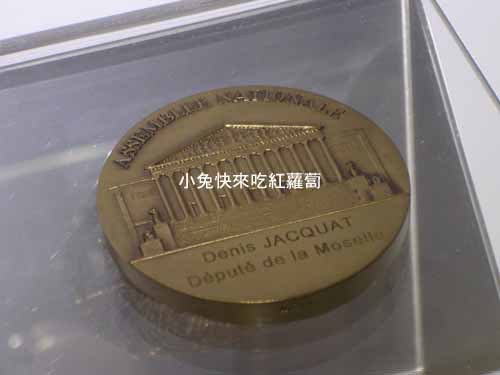 ASSEMBLEE NATIONALE
小兔快來吃紅蘿蔔
Denis JACQUAT
Député de la Moselle